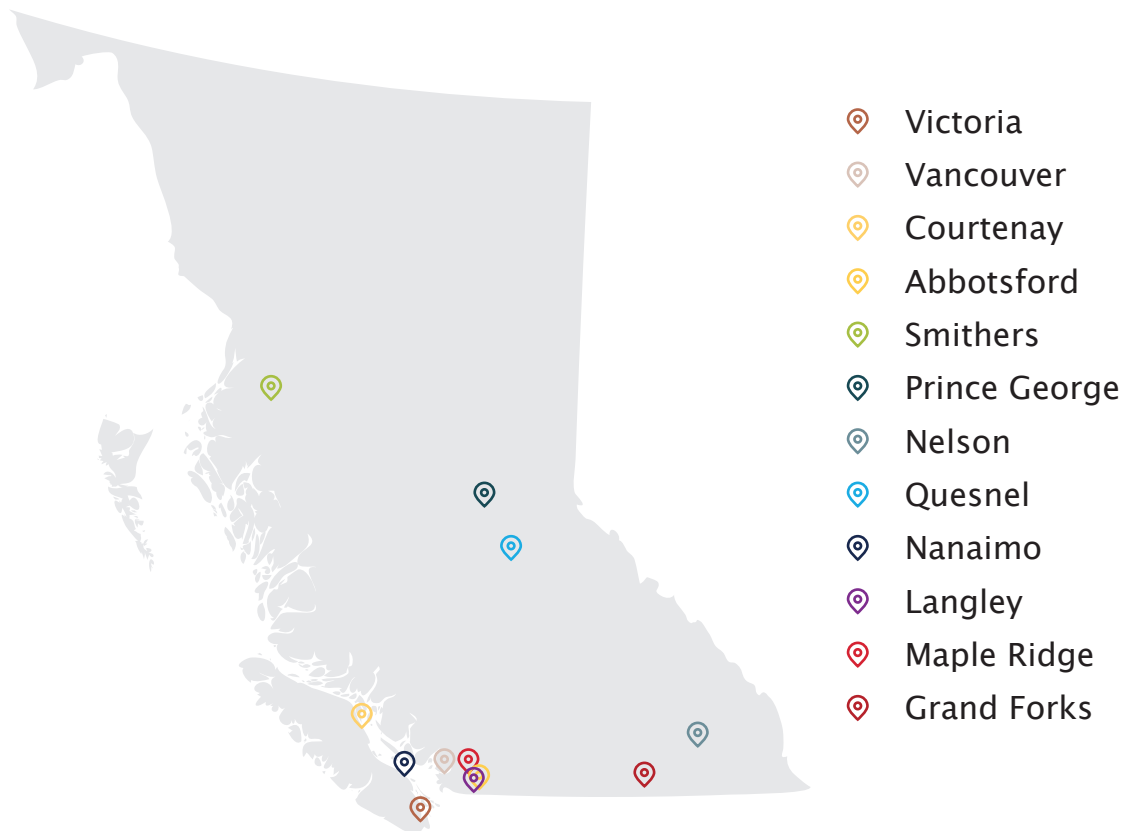 Victoria
Vancouver
Courtenay
Abbotsford
Smithers
Prince George
Nelson
Quesnel
Nanaimo
Langley
Maple Ridge
Grand Forks